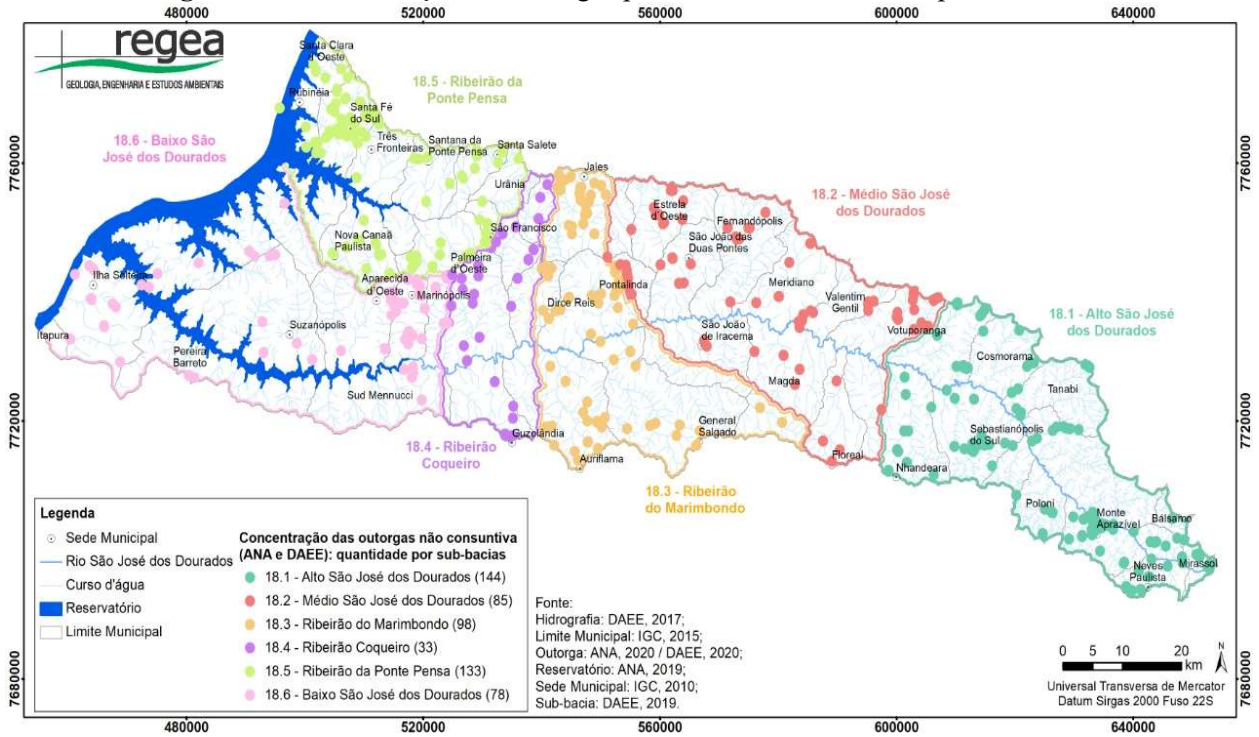 480000 520000 560000 600000 640000
regea
GEOLOGIA, ENGENHARIA E ESTUDOS AMBIENTAIS
Santa Clara
d'Oeste
18.5 - Ribeirão da
Ponte Pensa
Rubinéia
Santa Fé
do Sul
7760000
7760000
18.6 - Baixo São
José dos Dourados
Três
Fronteiras
Santana da
Ponte Pensa
Santa Salete
Jales
Urânia
18.2 - Médio São José
dos Dourados
Estrela
d'Oeste
Fernandópolis
São Francisco
São João das
Duas Pontes
Nova Canaã
Paulista
Palmeira
d'Oeste
Ilha Solteira
Aparecida
d'Oeste
Marinópolis
Pontalinda
Meridiano
Dirce Reis
Valentim
Gentil
18.1 - Alto São José
dos Dourados
Itapura
Suzanápolis
São João
de Iracema
Votuporanga
Pereira
Barreto
Cosmorama
Magda
Tanabi
Sud Mennucci
7720000
7720000
General
Salgado
Sebastianópolis
do Sul
18.4 - Ribeirão
Coqueiro
Guzolândia
Auriflama
Floreal
Nhandeara
18.3 - Ribeirão
do Marimbondo
Poloni
Monte
Aprazível
Bálsamo
Neves
Paulista
Mirassol
Legenda
Sede Municipal
Rio São José dos Dourados
Curso d'água
Reservatório
Limite Municipal
Concentração das outorgas não consuntiva
(ANA e DAEE): quantidade por sub-bacias
18.1 - Alto São José dos Dourados (144)
18.2 - Médio São José dos Dourados (85)
18.3 - Ribeirão do Marimbondo (98)
18.4 - Ribeirão Coqueiro (33)
18.5 - Ribeirão da Ponte Pensa (133)
18.6 - Baixo São José dos Dourados (78)
Fonte:
Hidrografia: DAEE, 2017;
Limite Municipal: IGC, 2015;
Outorga: ANA, 2020 / DAEE, 2020;
Reservatório: ANA, 2019;
Sede Municipal: IGC, 2010;
Sub-bacia: DAEE, 2019.
0 5 10 20
km
N
Universal Transversa de Mercator
Datum Sirgas 2000 Fuso 22S
7680000
7680000
480000 520000 560000 600000 640000